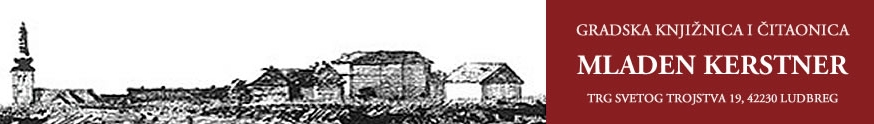 GRADSKA KNJIŽNICA I ČITAONICA
MLADEN KERSTNER
TRG SVETOG TROJSTVA 19, 42230 LUDBREG